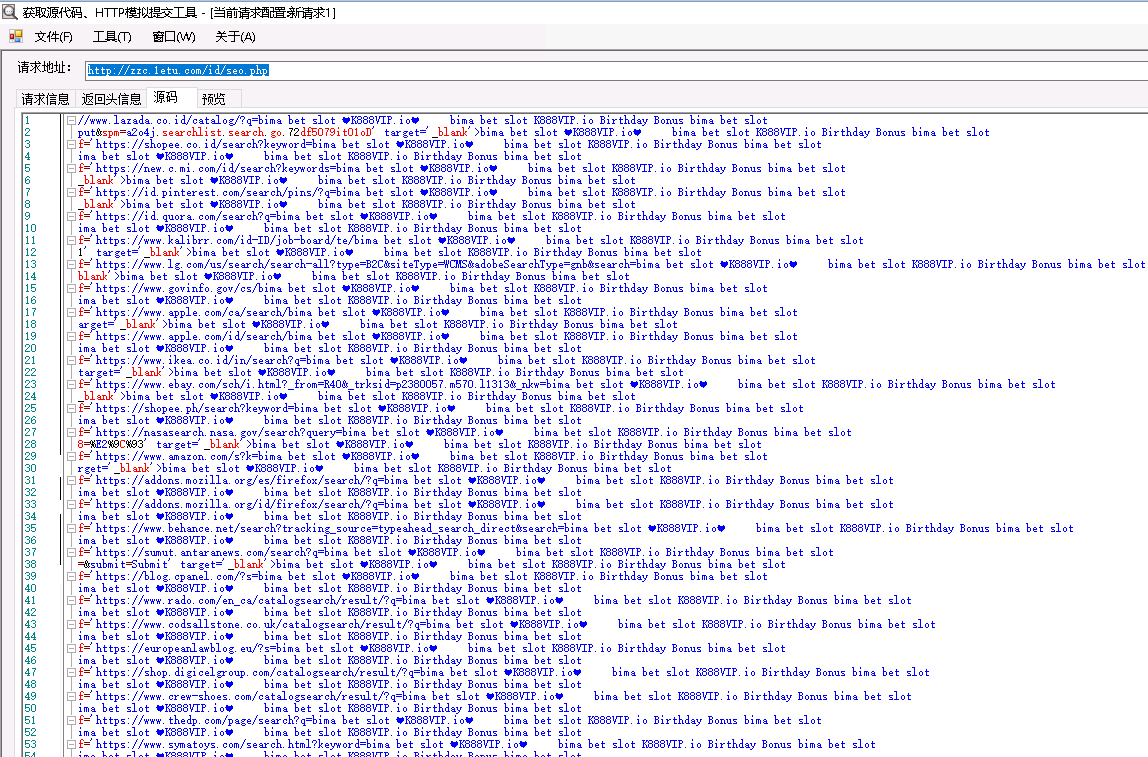 获取源代码、HTTP模拟提交工具 - [当前请求配置:新请求1]
文件(F) 工具(T) 窗口(W) 关于(A)
请求地址: http://zzc.1etu.com/id/seo.php
请求信息 返回头信息 源码 预览
1 //www.lazada.co.id/catalog/?q=bima bet slot ♥K888VIP.io♥ bima bet slot K888VIP.io Birthday Bonus bima bet slot
2 put&spm=a2o4j.searchlist.search.go.72df5079it01oD' target='_blank'>bima bet slot ♥K888VIP.io♥ bima bet slot K888VIP.io Birthday Bonus bima bet slot
3 f='https://shopee.co.id/search?keyword=bima bet slot ♥K888VIP.io♥ bima bet slot K888VIP.io Birthday Bonus bima bet slot
4 ima bet slot ♥K888VIP.io♥ bima bet slot K888VIP.io Birthday Bonus bima bet slot
5 f='https://new.c.mi.com/id/search?keywords=bima bet slot ♥K888VIP.io♥ bima bet slot K888VIP.io Birthday Bonus bima bet slot
6 _blank'>bima bet slot ♥K888VIP.io♥ bima bet slot K888VIP.io Birthday Bonus bima bet slot
7 f='https://id.pinterest.com/search/pins/?q=bima bet slot ♥K888VIP.io♥ bima bet slot K888VIP.io Birthday Bonus bima bet slot
8 _blank'>bima bet slot ♥K888VIP.io♥ bima bet slot K888VIP.io Birthday Bonus bima bet slot
9 f='https://id.quora.com/search?q=bima bet slot ♥K888VIP.io♥ bima bet slot K888VIP.io Birthday Bonus bima bet slot
10 ima bet slot ♥K888VIP.io♥ bima bet slot K888VIP.io Birthday Bonus bima bet slot
11 f='https://www.kalibrr.com/id-ID/job-board/te/bima bet slot ♥K888VIP.io♥ bima bet slot K888VIP.io Birthday Bonus bima bet slot
12 1' target='_blank'>bima bet slot ♥K888VIP.io♥ bima bet slot K888VIP.io Birthday Bonus bima bet slot
13 f='https://www.lg.com/us/search/search-all?type=B2C&siteType=WCMS&adobeSearchType=gnb&search=bima bet slot ♥K888VIP.io♥ bima bet slot K888VIP.io Birthday Bonus bima bet slot
14 blank'>bima bet slot ♥K888VIP.io♥ bima bet slot K888VIP.io Birthday Bonus bima bet slot
15 f='https://www.govinfo.gov/cs/bima bet slot ♥K888VIP.io♥ bima bet slot K888VIP.io Birthday Bonus bima bet slot
16 ima bet slot ♥K888VIP.io♥ bima bet slot K888VIP.io Birthday Bonus bima bet slot
17 f='https://www.apple.com/ca/search/bima bet slot ♥K888VIP.io♥ bima bet slot K888VIP.io Birthday Bonus bima bet slot
18 arget='_blank'>bima bet slot ♥K888VIP.io♥ bima bet slot K888VIP.io Birthday Bonus bima bet slot
19 f='https://www.apple.com/id/search/bima bet slot ♥K888VIP.io♥ bima bet slot K888VIP.io Birthday Bonus bima bet slot
20 ima bet slot ♥K888VIP.io♥ bima bet slot K888VIP.io Birthday Bonus bima bet slot
21 f='https://www.ikea.co.id/in/search?q=bima bet slot ♥K888VIP.io♥ bima bet slot K888VIP.io Birthday Bonus bima bet slot
22 target='_blank'>bima bet slot ♥K888VIP.io♥ bima bet slot K888VIP.io Birthday Bonus bima bet slot
23 f='https://www.ebay.com/sch/i.html?_from=R40&_trksid=p2380057.m570.l1313&_nkw=bima bet slot ♥K888VIP.io♥ bima bet slot K888VIP.io Birthday Bonus bima bet slot
24 _blank'>bima bet slot ♥K888VIP.io♥ bima bet slot K888VIP.io Birthday Bonus bima bet slot
25 f='https://shopee.ph/search?keyword=bima bet slot ♥K888VIP.io♥ bima bet slot K888VIP.io Birthday Bonus bima bet slot
26 ima bet slot ♥K888VIP.io♥ bima bet slot K888VIP.io Birthday Bonus bima bet slot
27 f='https://nasasearch.nasa.gov/search?query=bima bet slot ♥K888VIP.io♥ bima bet slot K888VIP.io Birthday Bonus bima bet slot
28 8=%E2%9C%93' target='_blank'>bima bet slot ♥K888VIP.io♥ bima bet slot K888VIP.io Birthday Bonus bima bet slot
29 f='https://www.amazon.com/s?k=bima bet slot ♥K888VIP.io♥ bima bet slot K888VIP.io Birthday Bonus bima bet slot
30 rget='_blank'>bima bet slot ♥K888VIP.io♥ bima bet slot K888VIP.io Birthday Bonus bima bet slot
31 f='https://addons.mozilla.org/es/firefox/search/?q=bima bet slot ♥K888VIP.io♥ bima bet slot K888VIP.io Birthday Bonus bima bet slot
32 ima bet slot ♥K888VIP.io♥ bima bet slot K888VIP.io Birthday Bonus bima bet slot
33 f='https://addons.mozilla.org/id/firefox/search/?q=bima bet slot ♥K888VIP.io♥ bima bet slot K888VIP.io Birthday Bonus bima bet slot
34 ima bet slot ♥K888VIP.io♥ bima bet slot K888VIP.io Birthday Bonus bima bet slot
35 f='https://www.behance.net/search?tracking_source=typeahead_search_direct&search=bima bet slot ♥K888VIP.io♥ bima bet slot K888VIP.io Birthday Bonus bima bet slot
36 ima bet slot ♥K888VIP.io♥ bima bet slot K888VIP.io Birthday Bonus bima bet slot
37 f='https://sumut.antaranews.com/search?q=bima bet slot ♥K888VIP.io♥ bima bet slot K888VIP.io Birthday Bonus bima bet slot
38 =&submit=Submit' target='_blank'>bima bet slot ♥K888VIP.io♥ bima bet slot K888VIP.io Birthday Bonus bima bet slot
39 f='https://blog.cpanel.com/?s=bima bet slot ♥K888VIP.io♥ bima bet slot K888VIP.io Birthday Bonus bima bet slot
40 ima bet slot ♥K888VIP.io♥ bima bet slot K888VIP.io Birthday Bonus bima bet slot
41 f='https://www.rado.com/en_ca/catalogsearch/result/?q=bima bet slot ♥K888VIP.io♥ bima bet slot K888VIP.io Birthday Bonus bima bet slot
42 ima bet slot ♥K888VIP.io♥ bima bet slot K888VIP.io Birthday Bonus bima bet slot
43 f='https://www.codsallstone.co.uk/catalogsearch/result/?q=bima bet slot ♥K888VIP.io♥ bima bet slot K888VIP.io Birthday Bonus bima bet slot
44 ima bet slot ♥K888VIP.io♥ bima bet slot K888VIP.io Birthday Bonus bima bet slot
45 f='https://europeanlawblog.eu/?s=bima bet slot ♥K888VIP.io♥ bima bet slot K888VIP.io Birthday Bonus bima bet slot
46 ima bet slot ♥K888VIP.io♥ bima bet slot K888VIP.io Birthday Bonus bima bet slot
47 f='https://shop.digicelgroup.com/catalogsearch/result/?q=bima bet slot ♥K888VIP.io♥ bima bet slot K888VIP.io Birthday Bonus bima bet slot
48 ima bet slot ♥K888VIP.io♥ bima bet slot K888VIP.io Birthday Bonus bima bet slot
49 f='https://www.crew-shoes.com/catalogsearch/result/?q=bima bet slot ♥K888VIP.io♥ bima bet slot K888VIP.io Birthday Bonus bima bet slot
50 ima bet slot ♥K888VIP.io♥ bima bet slot K888VIP.io Birthday Bonus bima bet slot
51 f='https://www.thedp.com/page/search?q=bima bet slot ♥K888VIP.io♥ bima bet slot K888VIP.io Birthday Bonus bima bet slot
52 ima bet slot ♥K888VIP.io♥ bima bet slot K888VIP.io Birthday Bonus bima bet slot
53 f='https://www.symatoys.com/search.html?keyword=bima bet slot ♥K888VIP.io♥ bima bet slot K888VIP.io Birthday Bonus bima bet slot
54 ima bet slot ♥K888VIP.io♥ bima bet slot K888VIP.io Birthday Bonus bima bet slot